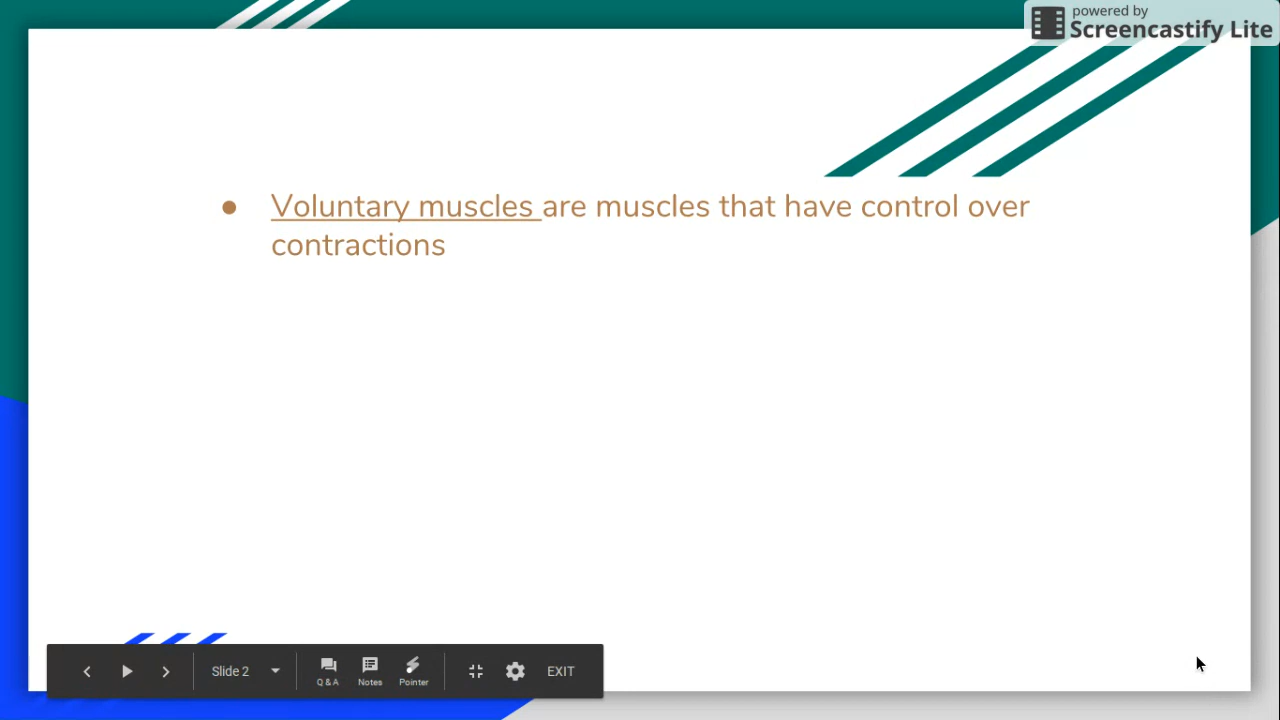 powered by
Screencastify Lite
● Voluntary muscles are muscles that have control over
contractions
Slide 2
Q & A
Notes
Pointer
EXIT